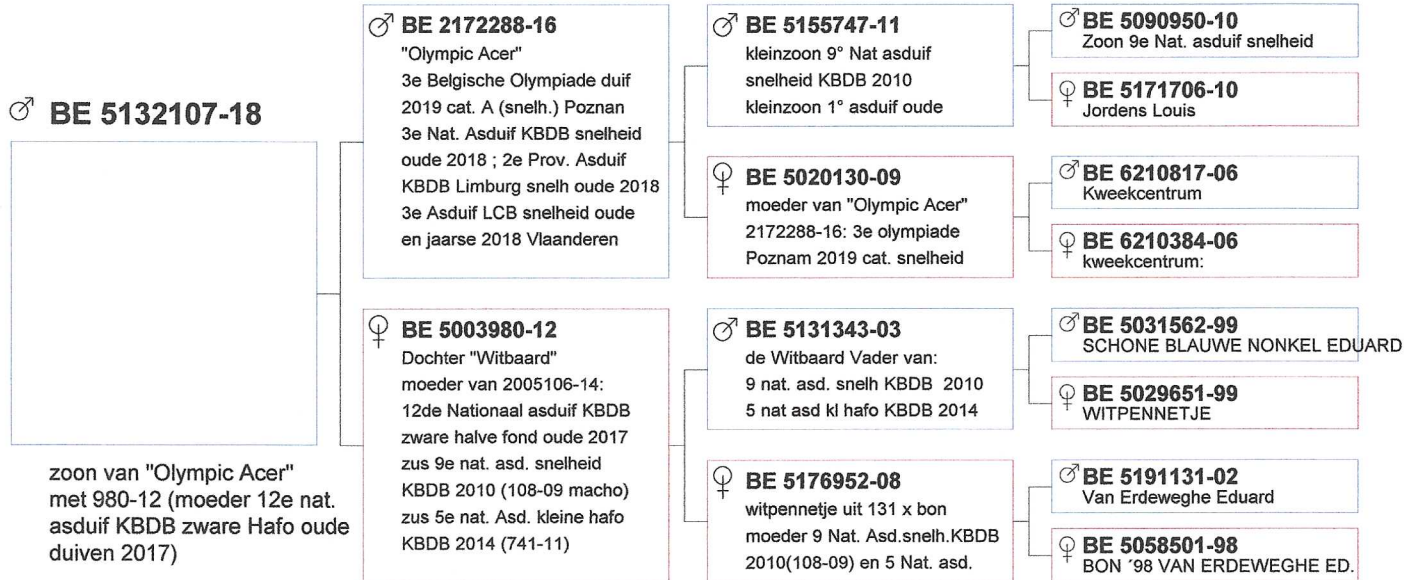 ♂ BE 5132107-18
zoon van "Olympic Acer"
met 980-12 (moeder 12e nat.
asduif KBDB zware Hafo oude
duiven 2017)
♂ BE 2172288-16
"Olympic Acer"
3e Belgische Olympiade duif
2019 cat. A (snelh.) Poznan
3e Nat. Asduif KBDB snelheid
oude 2018 ; 2e Prov. Asduif
KBDB Limburg snelh oude 2018
3e Asduif LCB snelheid oude
en jaarse 2018 Vlaanderen
♀ BE 5003980-12
Dochter "Witbaard"
moeder van 2005106-14:
12de Nationaal asduif KBDB
zware halve fond oude 2017
zus 9e nat. asd. snelheid
KBDB 2010 (108-09 macho)
zus 5e nat. Asd. kleine hafo
KBDB 2014 (741-11)
♂ BE 5155747-11
kleinzoon 9° Nat asduif
snelheid KBDB 2010
kleinzoon 1° asduif oude
♀ BE 5020130-09
moeder van "Olympic Acer"
2172288-16: 3e olympiade
Poznam 2019 cat. snelheid
♂ BE 5131343-03
de Witbaard Vader van:
9 nat. asd. snelh KBDB 2010
5 nat asd kl hafo KBDB 2014
♀ BE 5176952-08
witpennetje uit 131 x bon
moeder 9 Nat. Asd.snelh.KBDB
2010(108-09) en 5 Nat. asd.
♂ BE 5090950-10
Zoon 9e Nat. asduif snelheid
♀ BE 5171706-10
Jordens Louis
♂ BE 6210817-06
Kweekcentrum
♀ BE 6210384-06
kweekcentrum:
♂ BE 5031562-99
SCHONE BLAUWE NONKEL EDUARD
♀ BE 5029651-99
WITPENNETJE
♂ BE 5191131-02
Van Erdeweghe Eduard
♀ BE 5058501-98
BON ´98 VAN ERDEWEGHE ED.